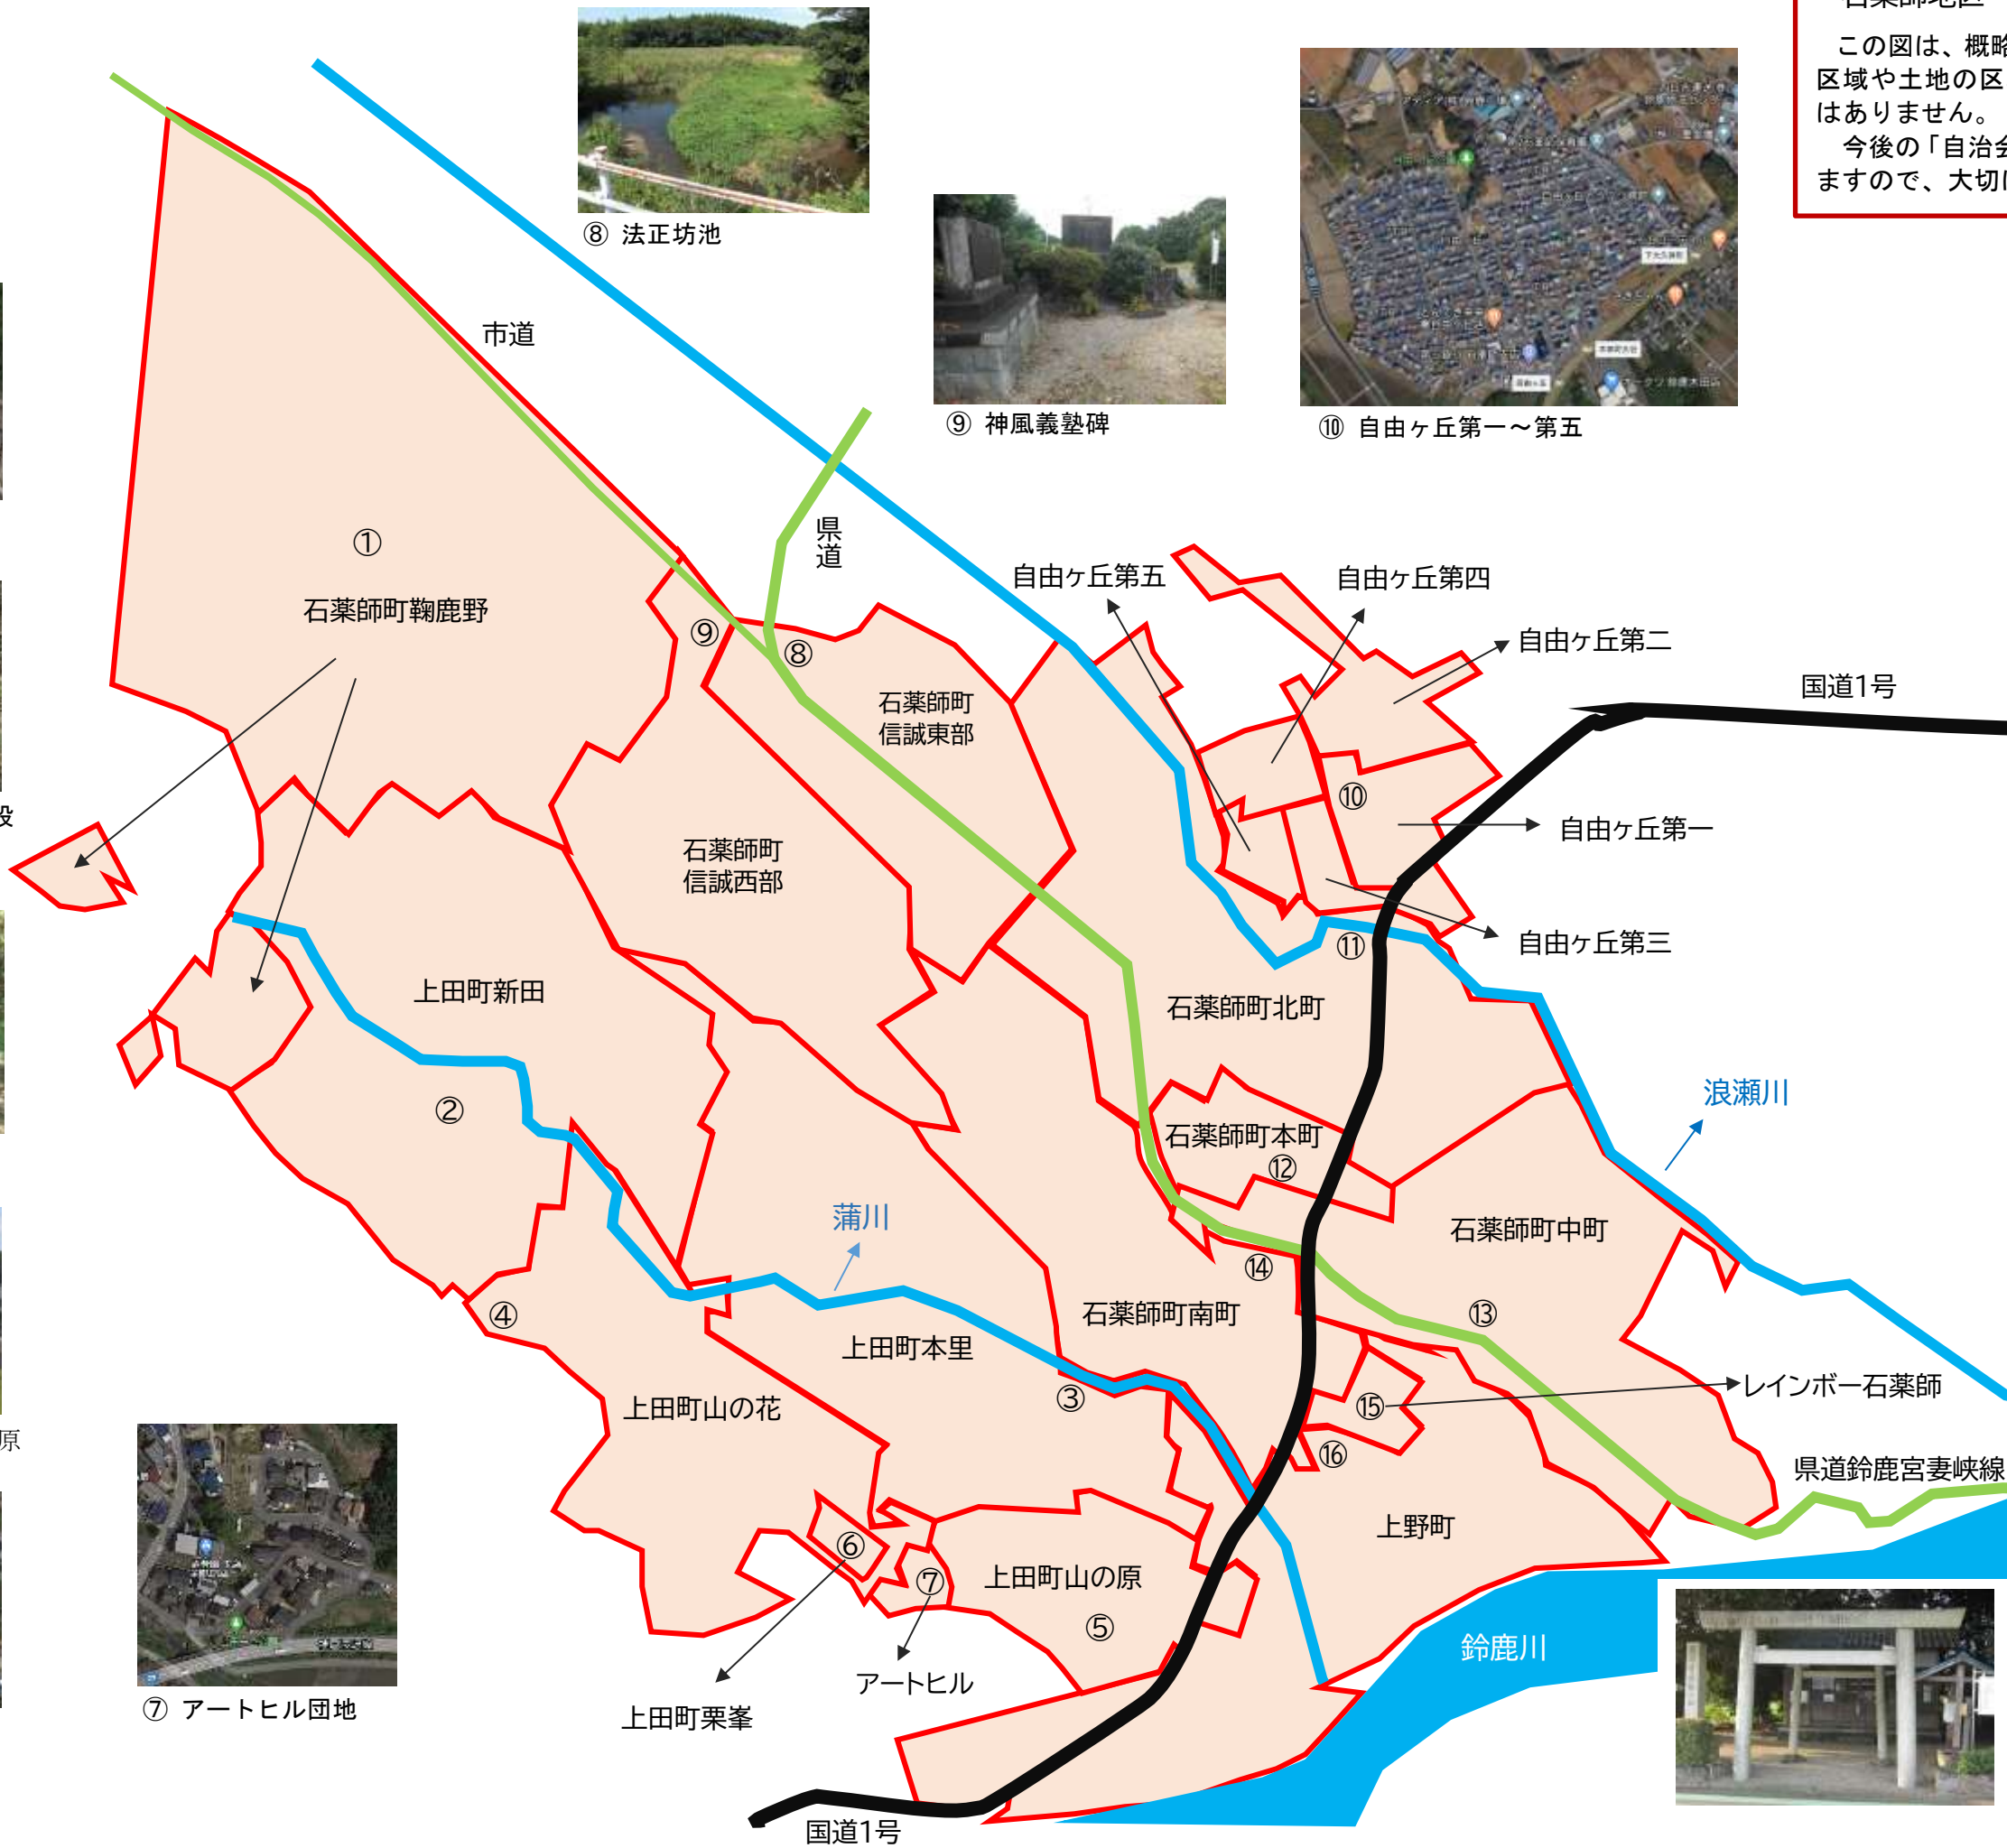 石薬師地区
この図は、概略
区域や土地の区
はありません。
今後の「自治会
ますので、大切に
⑧ 法正坊池
⑨ 神風義塾碑
⑩ 自由ヶ丘第一～第五
市道
県道
①
石薬師町鞠鹿野
⑨
⑧
石薬師町
信誠東部
石薬師町
信誠西部
自由ヶ丘第五
自由ヶ丘第四
自由ヶ丘第二
国道1号
⑩
自由ヶ丘第一
自由ヶ丘第三
⑪
設
上田町新田
石薬師町北町
②
浪瀬川
石薬師町本町
⑫
蒲川
石薬師町中町
⑭
④
石薬師町南町
⑬
上田町本里
レインボー石薬師
③
⑮
上田町山の花
原
⑯
県道鈴鹿宮妻峡線
上野町
⑥
⑦
上田町山の原
⑤
鈴鹿川
アートヒル
上田町栗峯
⑦ アートヒル団地
国道1号